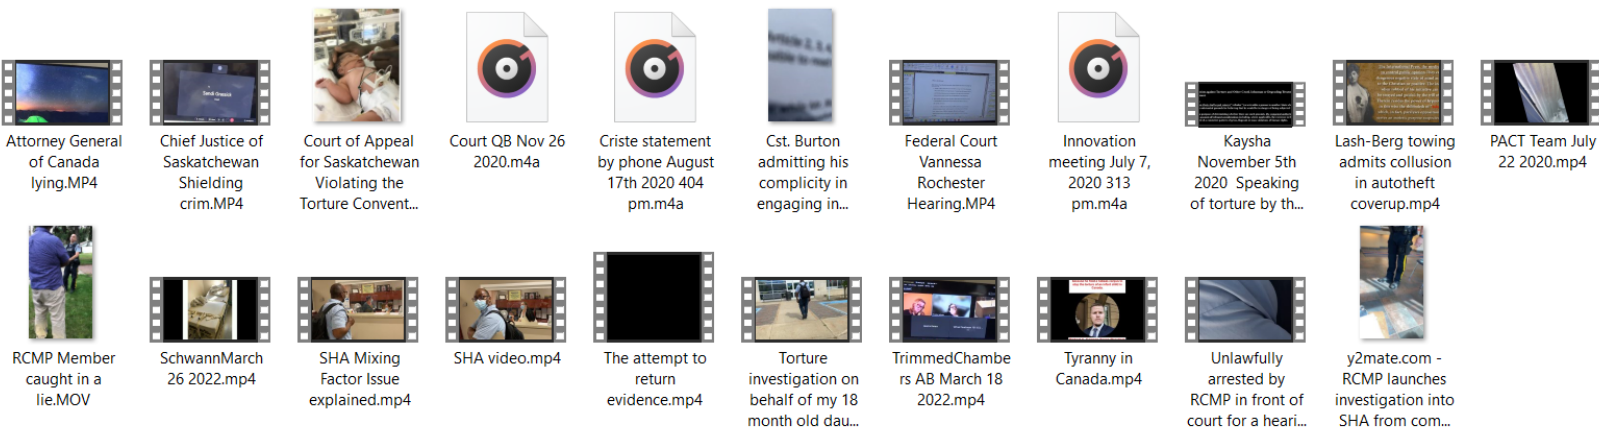 Attorney General
of Canada
lying.MP4
Chief Justice of
Saskatchewan
Shielding
crim.MP4
Court of Appeal
for Saskatchewan
Violating the
Torture Convent...
Court QB Nov 26
2020.m4a
Criste statement
by phone August
17th 2020 404
pm.m4a
Cst. Burton
admitting his
complicity in
engaging in...
Federal Court
Vannessa
Rochester
Hearing.MP4
Innovation
meeting July 7,
2020 313
pm.m4a
Kaysha
November 5th
2020 Speaking
of torture by th...
Lash-Berg towing
admits collusion
in autotheft
coverup.mp4
PACT Team July
22 2020.mp4
RCMP Member
caught in a
lie.MOV
SchwannMarch
26 2022.mp4
SHA Mixing
Factor Issue
explained.mp4
SHA video.mp4
The attempt to
return
evidence.mp4
Torture
investigation on
behalf of my 18
month old dau...
TrimmedChambe
rs AB March 18
2022.mp4
Tyranny in
Canada.mp4
Unlawfully
arrested by
RCMP in front of
court for a heari...
y2mate.com -
RCMP launches
investigation into
SHA from com...